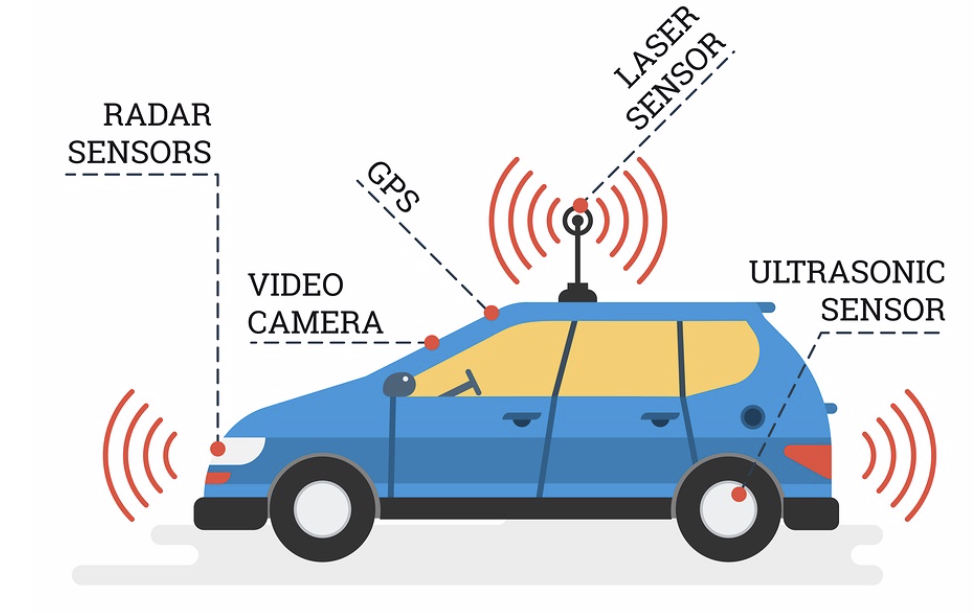 LASER
SENSOR
RADAR
SENSORS
GPS
VIDEO
CAMERA
ULTRASONIC
SENSOR